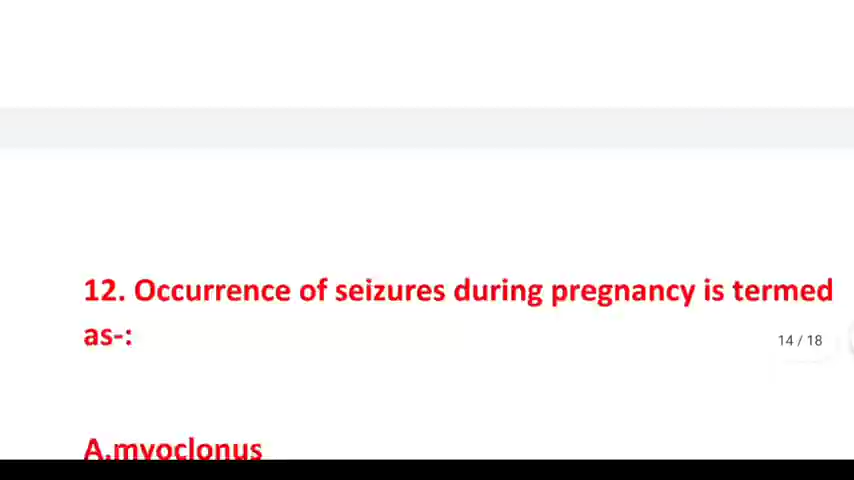 12. Occurrence of seizures during pregnancy is termed
as-:
14 / 18
A.myoclonus